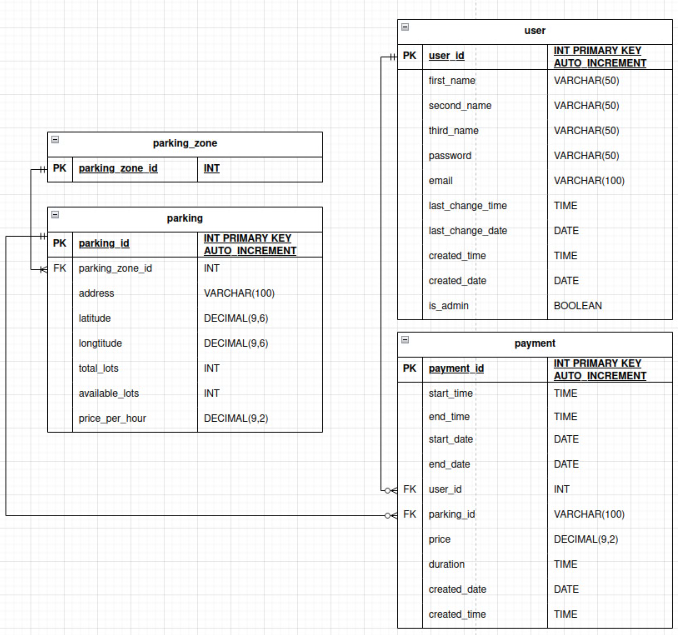 user
PK user_id INT PRIMARY KEY
AUTO_INCREMENT
first_name VARCHAR(50)
second_name VARCHAR(50)
third_name VARCHAR(50)
password VARCHAR(50)
email VARCHAR(100)
last_change_time TIME
last_change_date DATE
created_time TIME
created_date DATE
is_admin BOOLEAN
parking_zone
PK parking_zone_id INT
parking
PK parking_id INT PRIMARY KEY
AUTO_INCREMENT
FK parking_zone_id INT
address VARCHAR(100)
latitude DECIMAL(9,6)
longtitude DECIMAL(9,6)
total_lots INT
available_lots INT
price_per_hour DECIMAL(9,2)
payment
PK payment_id INT PRIMARY KEY
AUTO_INCREMENT
start_time TIME
end_time TIME
start_date DATE
end_date DATE
FK user_id INT
FK parking_id VARCHAR(100)
price DECIMAL(9,2)
duration TIME
created_date DATE
created_time TIME